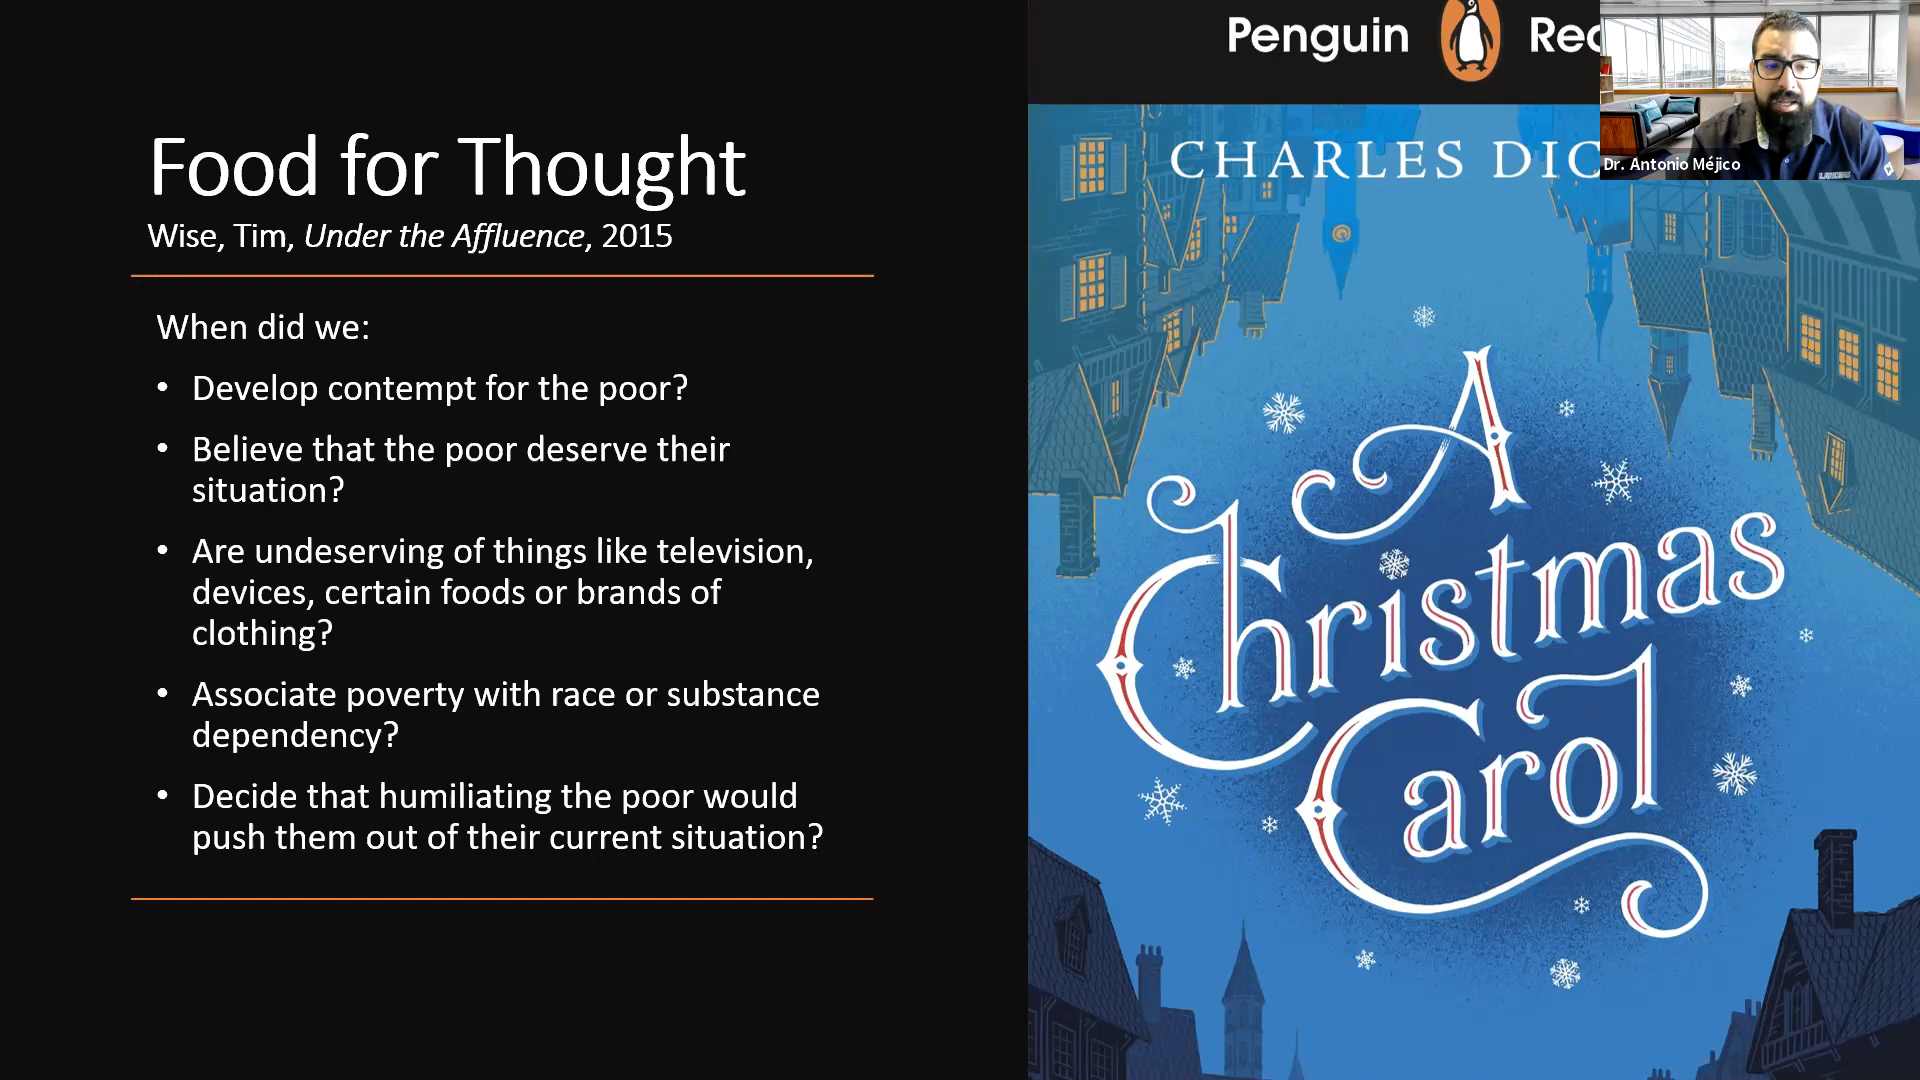 Food for Thought
Wise, Tim, Under the Affluence, 2015
When did we:
• Develop contempt for the poor?
• Believe that the poor deserve their
situation?
• Are undeserving of things like television,
devices, certain foods or brands of
clothing?
• Associate poverty with race or substance
dependency?
• Decide that humiliating the poor would
push them out of their current situation?
Penguin
CHARLES
A
Christmas
Carol
Dr. Antonio Méjico